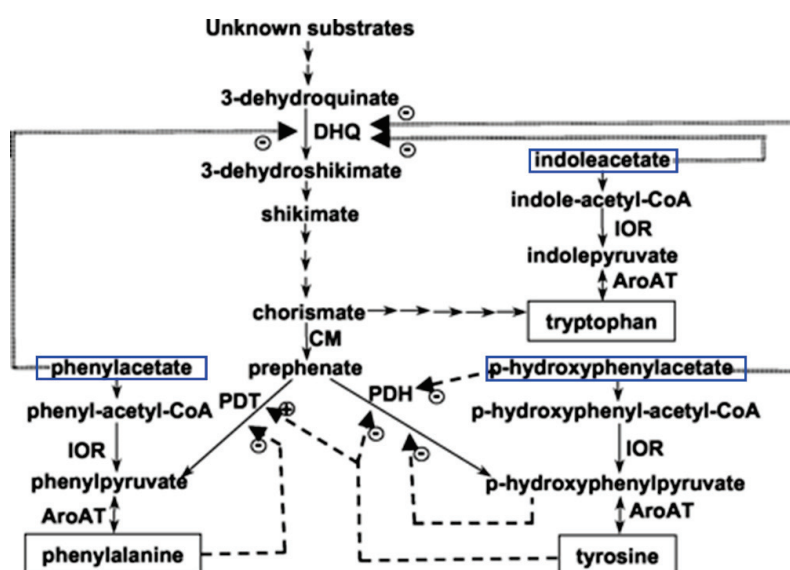 Unknown substrates
3-dehydroquinate
⊖
DHQ
⊖
⊖
3-dehydroshikimate
indoleacetate
indole-acetyl-CoA
shikimate
IOR
indolepyruvate
AroAT
chorismate
tryptophan
CM
phenylacetate
prephenate
p-hydroxyphenylacetate
PDT
PDH
⊖
phenyl-acetyl-CoA
⊕
p-hydroxyphenyl-acetyl-CoA
⊖
⊖
IOR
⊖
IOR
phenylpyruvate
p-hydroxyphenylpyruvate
AroAT
AroAT
phenylalanine
tyrosine